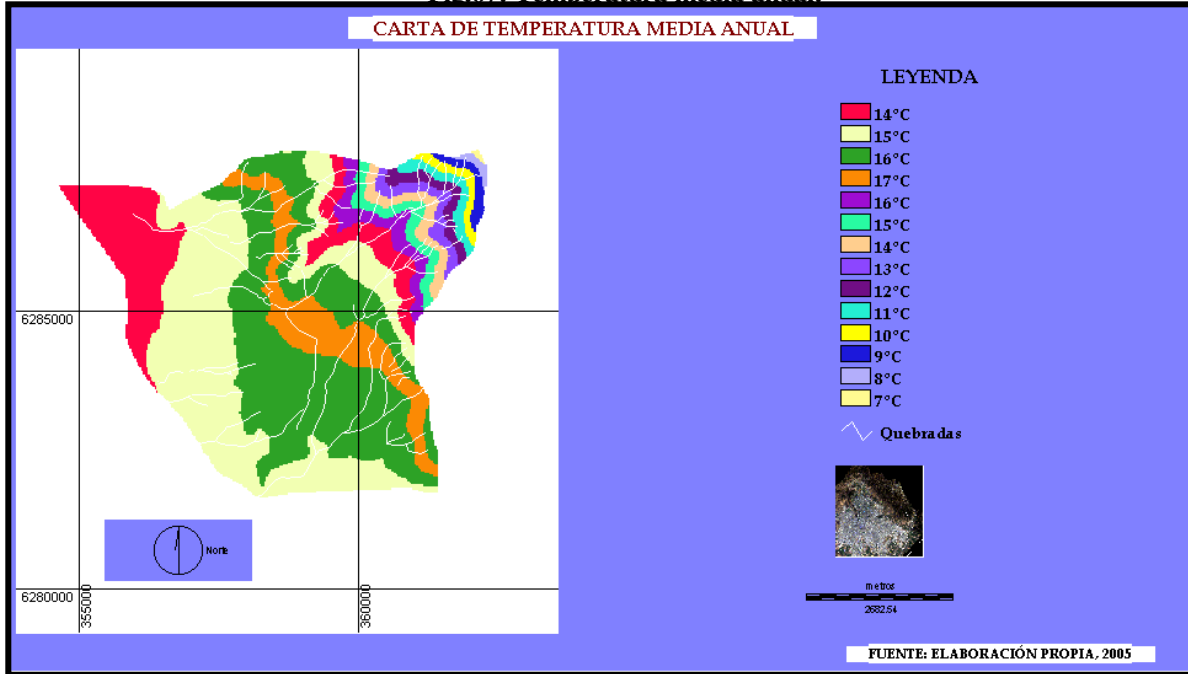 CARTA DE TEMPERATURA MEDIA ANUAL
LEYENDA
14°C
15°C
16°C
17°C
16°C
15°C
14°C
13°C
12°C
11°C
10°C
9°C
8°C
7°C
Quebradas
6285000
6280000
355000
360000
Norte
metros
2682.54
FUENTE: ELABORACIÓN PROPIA, 2005